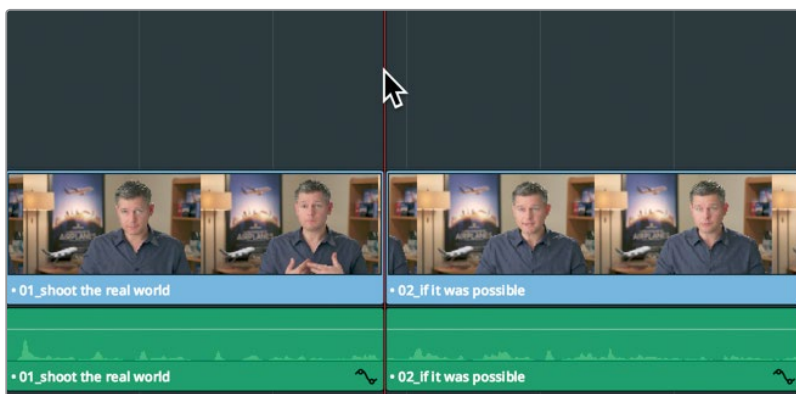 • 01_shoot the real world
• 02_if it was possible
• 01_shoot the real world
• 02_if it was possible